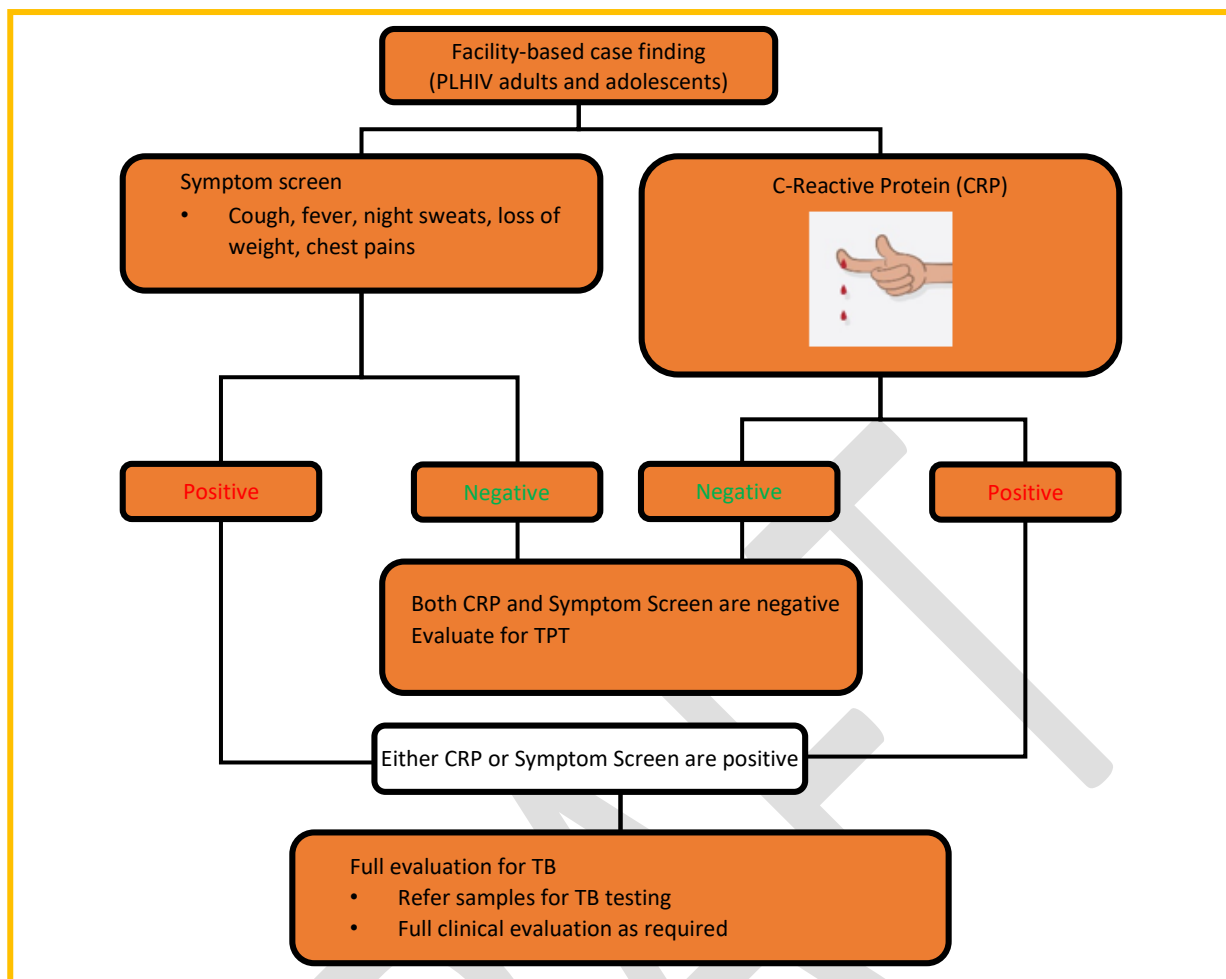 Facility-based case finding
(PLHIV adults and adolescents)
Symptom screen
• Cough, fever, night sweats, loss of
weight, chest pains
C-Reactive Protein (CRP)
Positive
Negative
Negative
Positive
Both CRP and Symptom Screen are negative
Evaluate for TPT
Either CRP or Symptom Screen are positive
Full evaluation for TB
• Refer samples for TB testing
• Full clinical evaluation as required